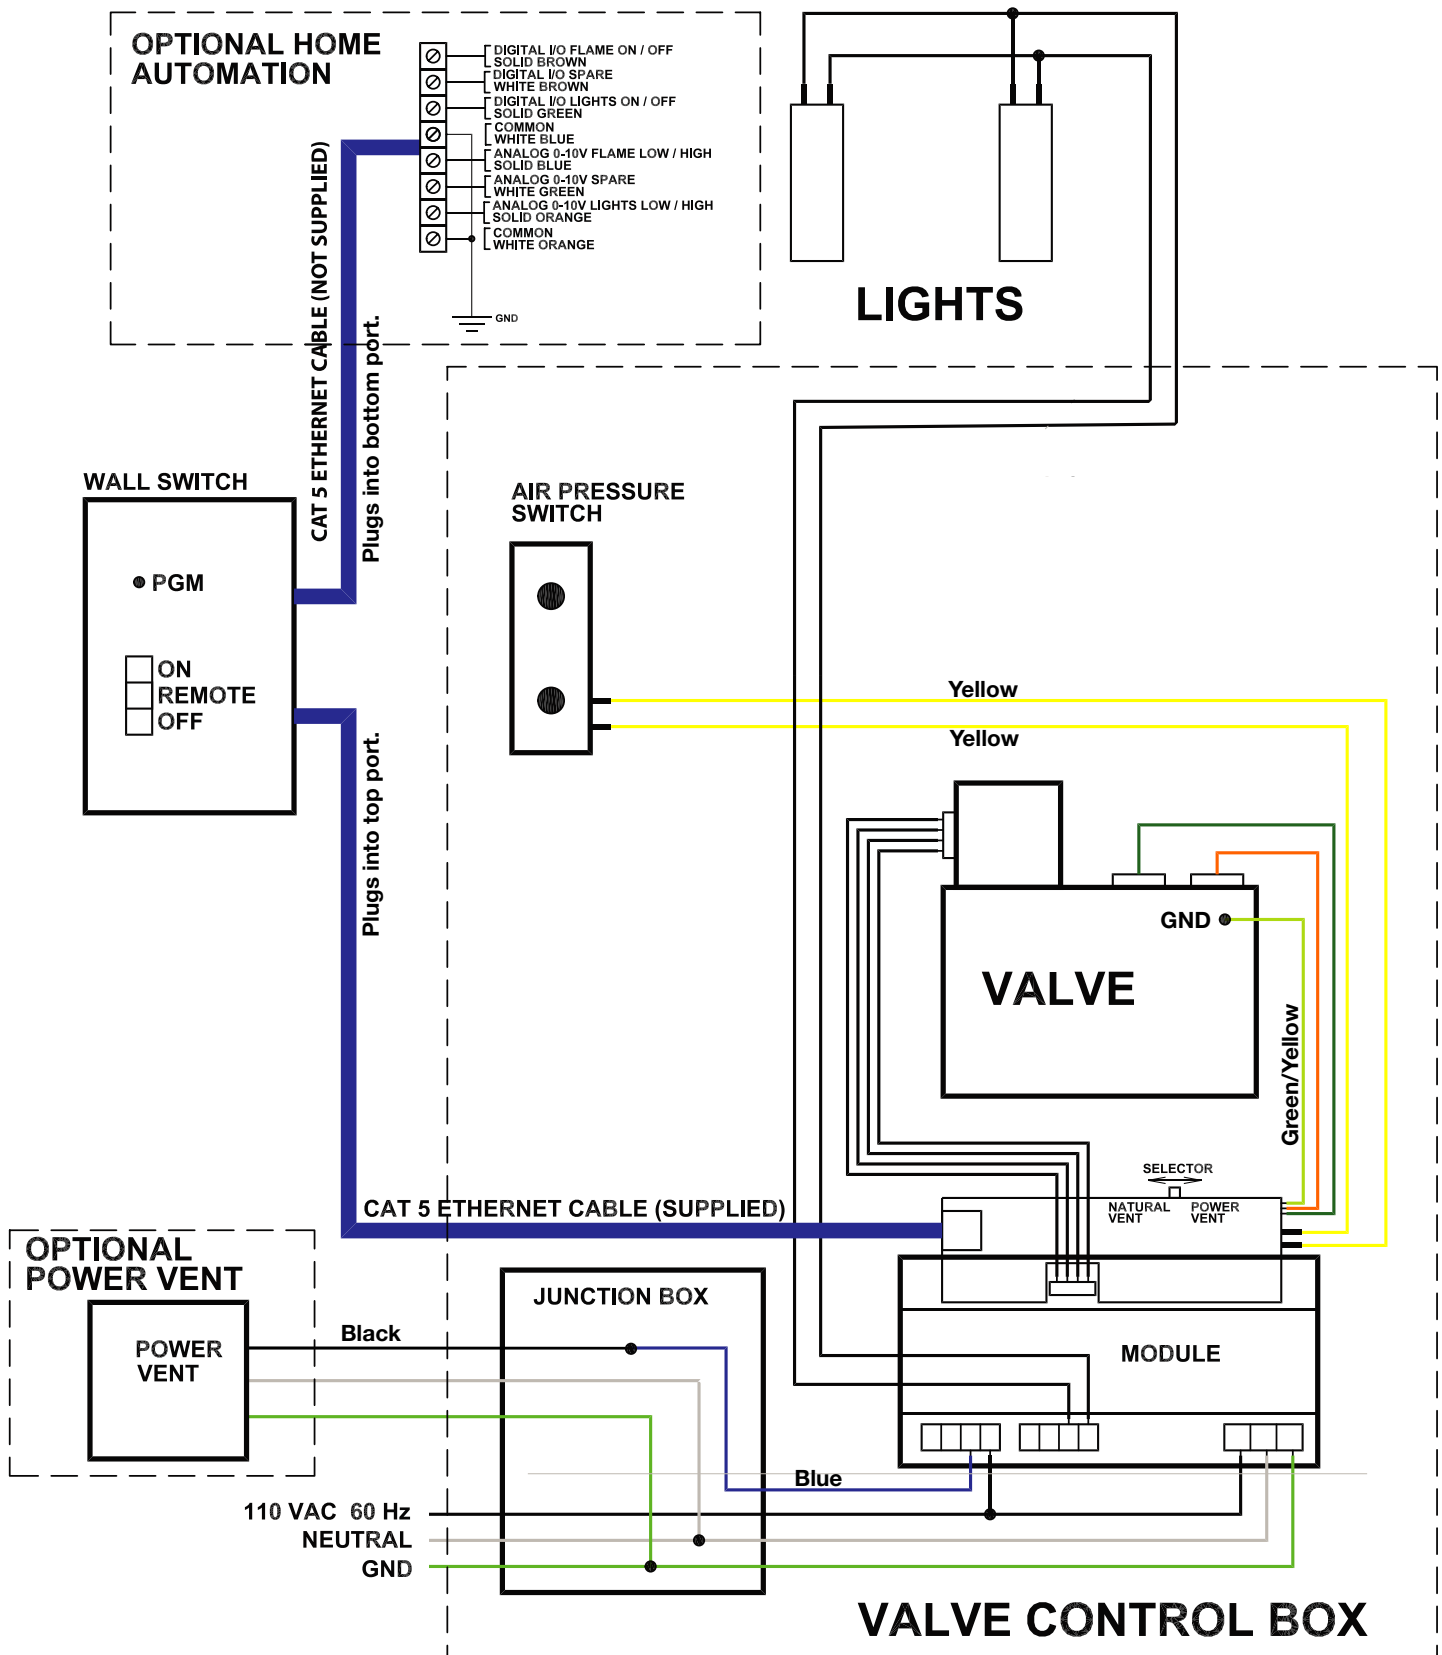 OPTIONAL HOME
AUTOMATION
DIGITAL I/O FLAME ON / OFF
SOLID BROWN
DIGITAL I/O SPARE
WHITE BROWN
DIGITAL I/O LIGHTS ON / OFF
SOLID GREEN
COMMON
WHITE BLUE
ANALOG 0-10V FLAME LOW / HIGH
SOLID BLUE
ANALOG 0-10V SPARE
WHITE GREEN
ANALOG 0-10V LIGHTS LOW / HIGH
SOLID ORANGE
COMMON
WHITE ORANGE
GND
LIGHTS
CAT 5 ETHERNET CABLE (NOT SUPPLIED)
Plugs into bottom port.
WALL SWITCH
PGM
ON
REMOTE
OFF
AIR PRESSURE
SWITCH
Yellow
Yellow
Plugs into top port.
GND
VALVE
Green/Yellow
SELECTOR
NATURAL
VENT
POWER
VENT
CAT 5 ETHERNET CABLE (SUPPLIED)
OPTIONAL
POWER VENT
POWER
VENT
Black
JUNCTION BOX
MODULE
Blue
110 VAC 60 Hz
NEUTRAL
GND
VALVE CONTROL BOX